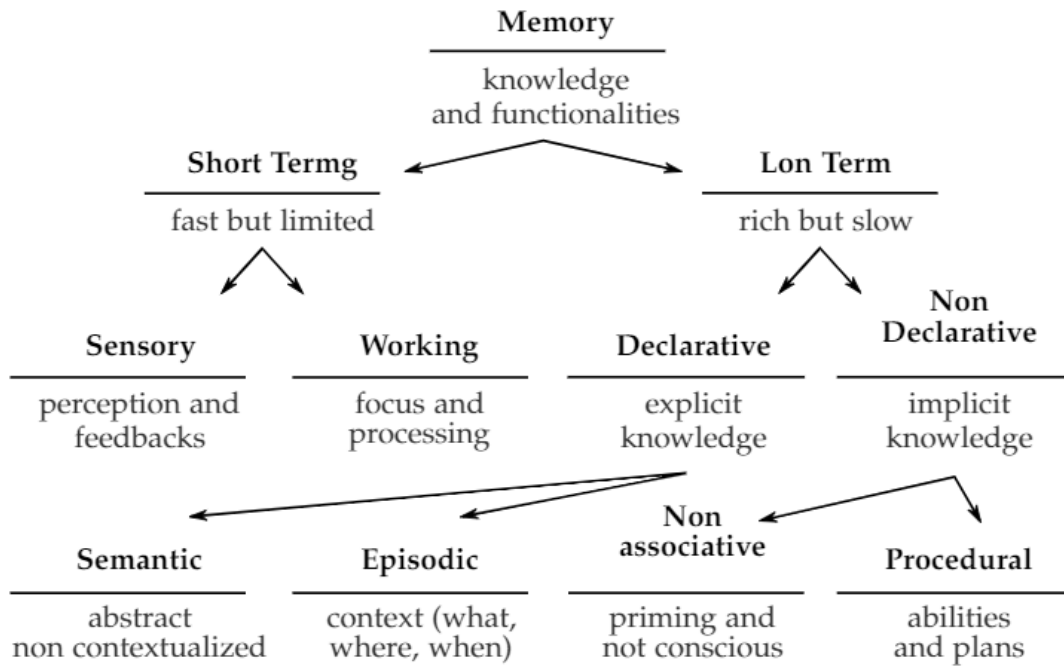 Memory
knowledge
and functionalities
Short Termg
fast but limited
Lon Term
rich but slow
Sensory
perception and
feedbacks
Working
focus and
processing
Declarative
explicit
knowledge
Non
Declarative
implicit
knowledge
Semantic
abstract
non contextualized
Episodic
context (what,
where, when)
Non
associative
priming and
not conscious
Procedural
abilities
and plans